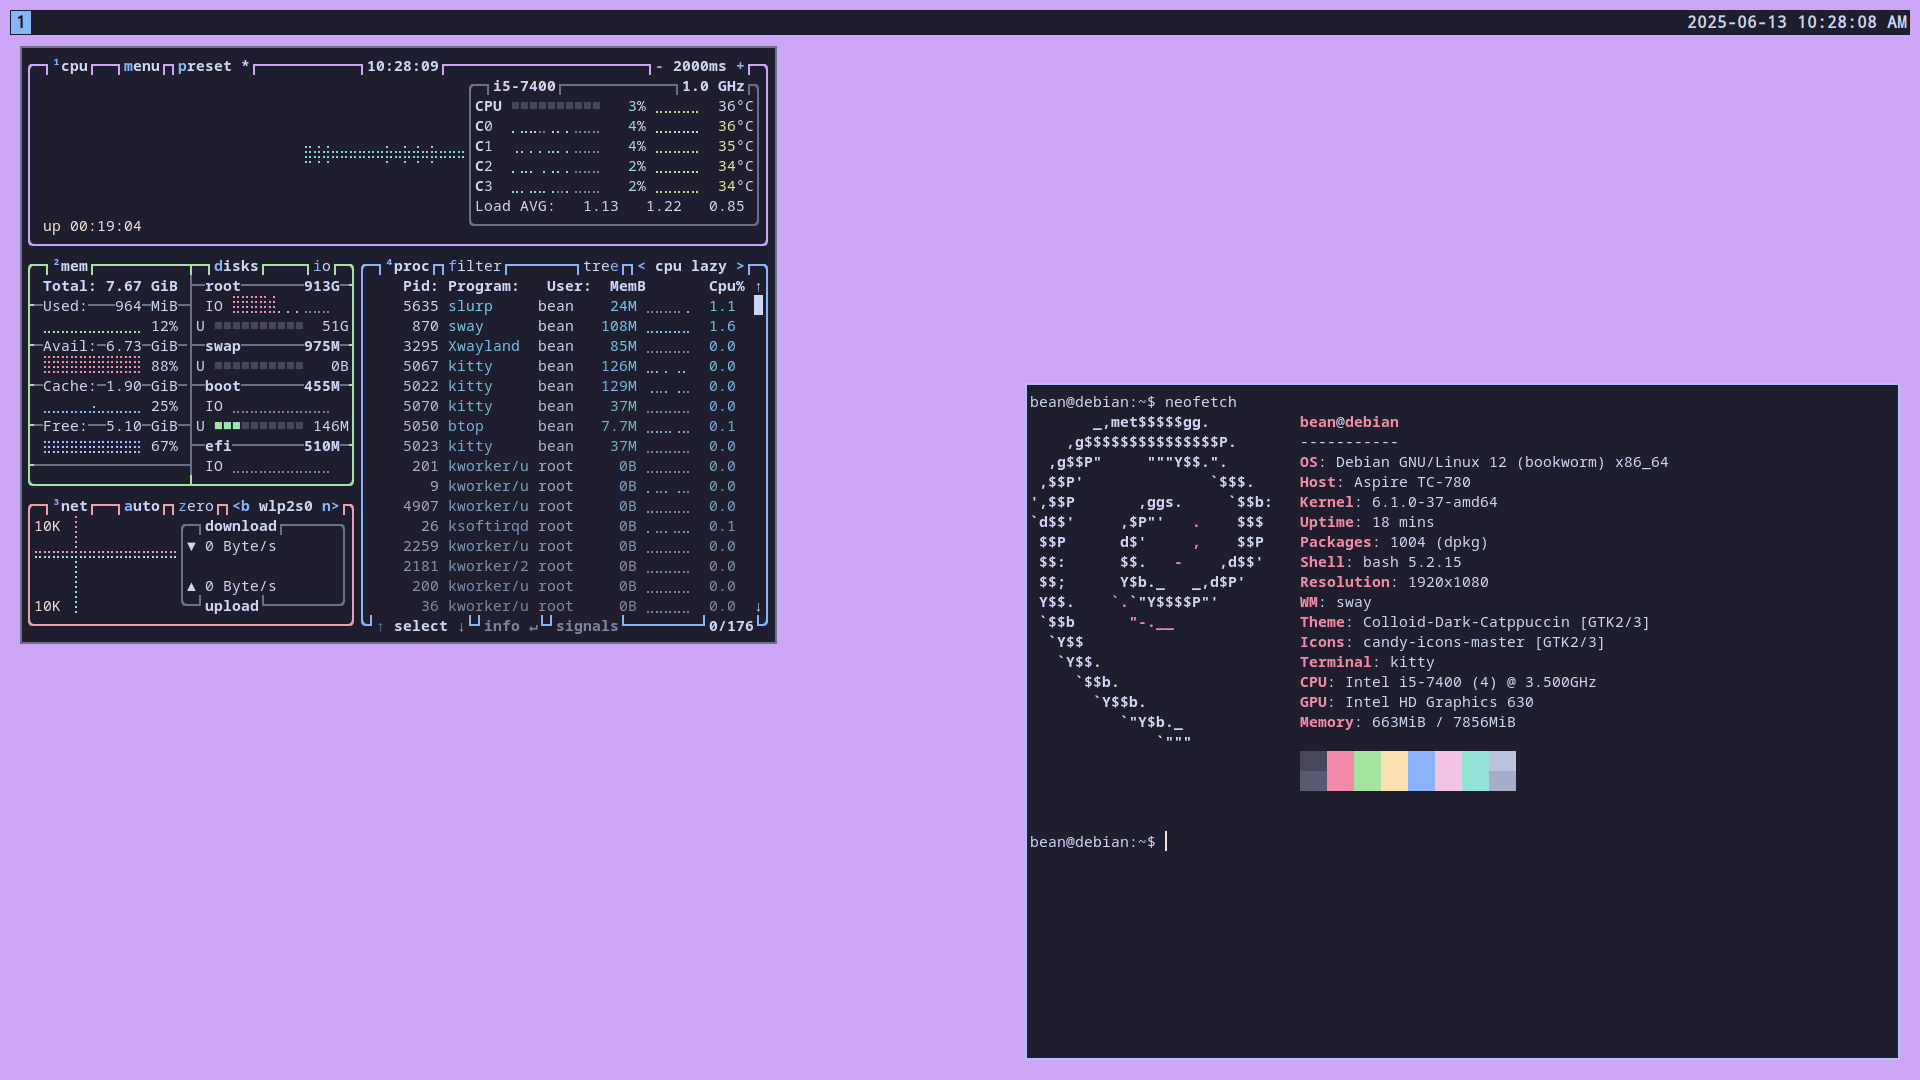 1 2025-06-13 10:28:08 AM
¹cpu menu preset * 10:28:09 - 2000ms +
i5-7400 1.0 GHz
CPU 3% 36°C
C0 4% 36°C
C1 4% 35°C
C2 2% 34°C
C3 2% 34°C
Load AVG: 1.13 1.22 0.85
up 00:19:04
²mem disks io
Total: 7.67 GiB root 913G
Used: 964 MiB IO
12% U 51G
Avail: 6.73 GiB swap 975M
88% U 0B
Cache: 1.90 GiB boot 455M
25% IO
Free: 5.10 GiB U 146M
67% efi 510M
IO
³net auto zero <b wlp2s0 n>
10K download
▼ 0 Byte/s
▲ 0 Byte/s
10K upload
⁴proc filter tree < cpu lazy >
Pid: Program: User: MemB Cpu% ↑
5635 slurp bean 24M 1.1
870 sway bean 108M 1.6
3295 Xwayland bean 85M 0.0
5067 kitty bean 126M 0.0
5022 kitty bean 129M 0.0
5070 kitty bean 37M 0.0
5050 btop bean 7.7M 0.1
5023 kitty bean 37M 0.0
201 kworker/u root 0B 0.0
9 kworker/u root 0B 0.0
4907 kworker/u root 0B 0.0
26 ksoftirqd root 0B 0.1
2259 kworker/u root 0B 0.0
2181 kworker/2 root 0B 0.0
200 kworker/u root 0B 0.0
36 kworker/u root 0B 0.0 ↓
↑ select ↓ info ↵ signals 0/176
bean@debian:~$ neofetch
_,met$$$$$gg. bean@debian
,g$$$$$$$$$$$$$$$P. -----------
,g$$P" """Y$$.". OS: Debian GNU/Linux 12 (bookworm) x86_64
,$$P' `$$$. Host: Aspire TC-780
',$$P ,ggs. `$$b: Kernel: 6.1.0-37-amd64
`d$$' ,$P"' . $$$ Uptime: 18 mins
$$P d$' , $$P Packages: 1004 (dpkg)
$$: $$. - ,d$$' Shell: bash 5.2.15
$$; Y$b._ _,d$P' Resolution: 1920x1080
Y$$. `.`"Y$$$$P"' WM: sway
`$$b "-.__ Theme: Colloid-Dark-Catppuccin [GTK2/3]
`Y$$ Icons: candy-icons-master [GTK2/3]
`Y$$. Terminal: kitty
`$$b. CPU: Intel i5-7400 (4) @ 3.500GHz
`Y$$b. GPU: Intel HD Graphics 630
`"Y$b._ Memory: 663MiB / 7856MiB
`"""
bean@debian:~$